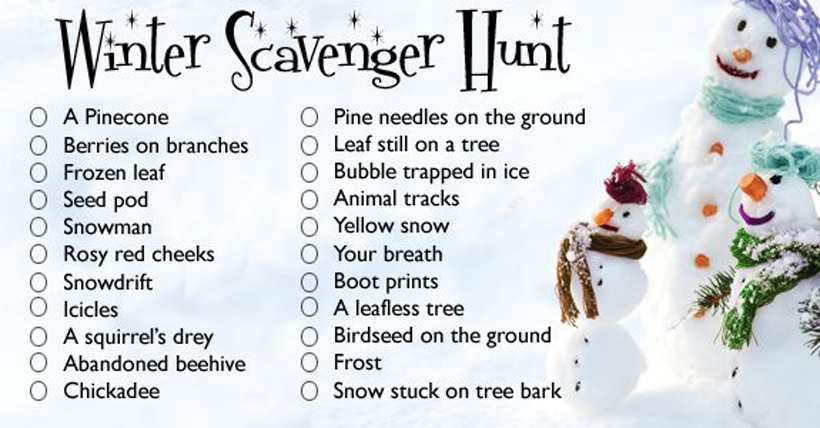 Winter Scavenger Hunt
A Pinecone
Berries on branches
Frozen leaf
Seed pod
Snowman
Rosy red cheeks
Snowdrift
Icicles
A squirrel's drey
Abandoned beehive
Chickadee
Pine needles on the ground
Leaf still on a tree
Bubble trapped in ice
Animal tracks
Yellow snow
Your breath
Boot prints
A leafless tree
Birdseed on the ground
Frost
Snow stuck on tree bark